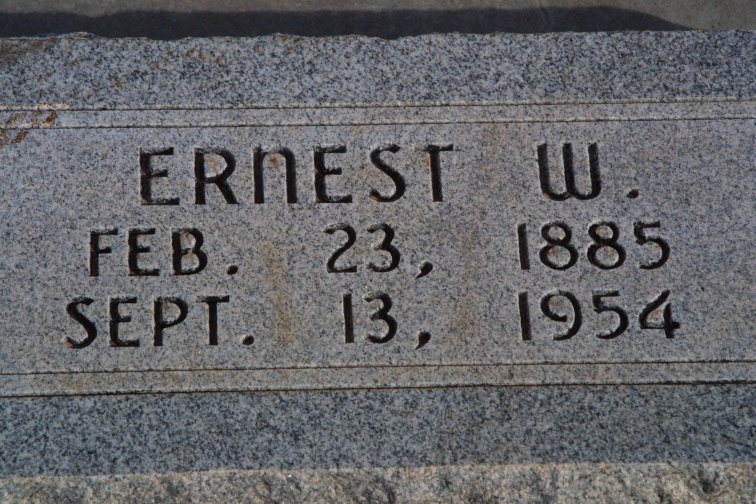 ERNEST W.
FEB. 23, 1885
SEPT. 13, 1954